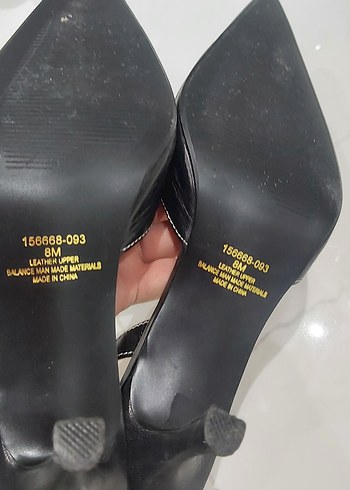 156668-093
8M
LEATHER UPPER
BALANCE MAN MADE MATERIALS
MADE IN CHINA
156668-093
8M
LEATHER UPPER
BALANCE MAN MADE MATERIALS
MADE IN CHINA